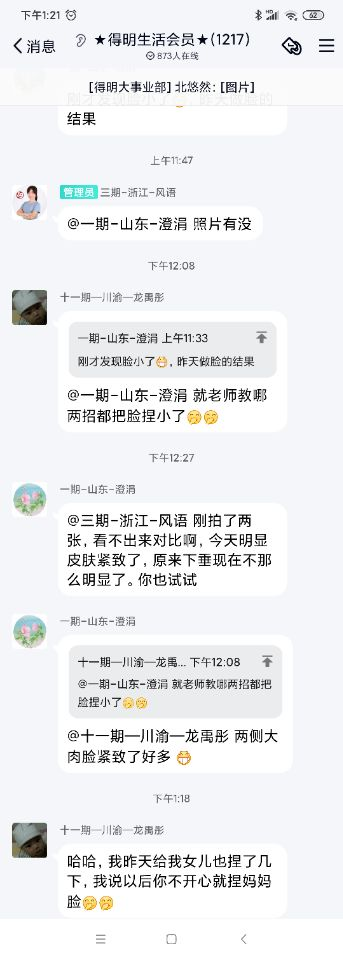 下午1:21
62
消息
★得明生活会员★(1217)
873人在线
[得明大事业部] 北悠然: [图片]
刚才发现脸小了，昨天做脸的
结果
上午11:47
管理员 三期-浙江-风语
@一期-山东-澄涓 照片有没
下午12:08
十一期—川渝—龙禹彤
一期-山东-澄涓 上午11:33
刚才发现脸小了😷，昨天做脸的结果
@一期-山东-澄涓 就老师教哪
两招都把脸捏小了🤭🤭
下午12:27
一期-山东-澄涓
@三期-浙江-风语 刚拍了两
张，看不出来对比啊，今天明显
皮肤紧致了，原来下垂现在不那
么明显了。你也试试
一期-山东-澄涓
十一期—川渝—龙禹... 下午12:08
@一期-山东-澄涓 就老师教哪两招都把
脸捏小了🤭🤭
@十一期—川渝—龙禹彤 两侧大
肉脸紧致了好多 😷
下午1:18
十一期—川渝—龙禹彤
哈哈，我昨天给我女儿也捏了几
下，我说以后你不开心就捏妈妈
脸🤭🤭